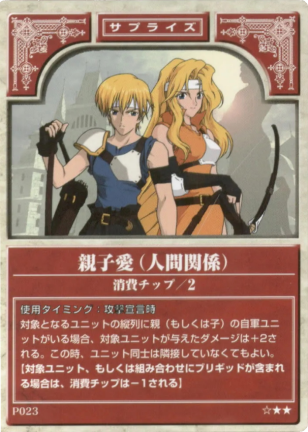 サプライズ
親子愛(人間関係)
消費チップ/2
使用タイミング:攻撃宣言時
対象となるユニットの縦列に親(もしくは子)の自軍ユ
ニットがいる場合、対象ユニットが与えたダメージは+2さ
れる。この時、ユニット同士は隣接していなくてもよい。
【対象ユニット、もしくは組み合わせにブリギッドが含まれ
る場合は、消費チップは-1される】
P023
☆★★